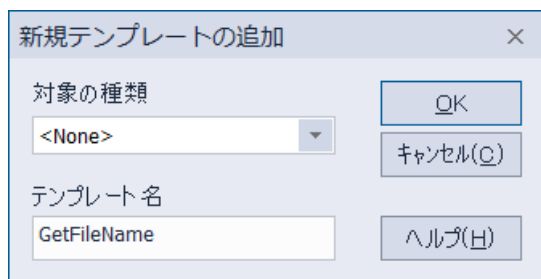 新規テンプレートの追加
対象の種類
<None>
OK
キャンセル(C)
テンプレート名
GetFileName
ヘルプ(H)